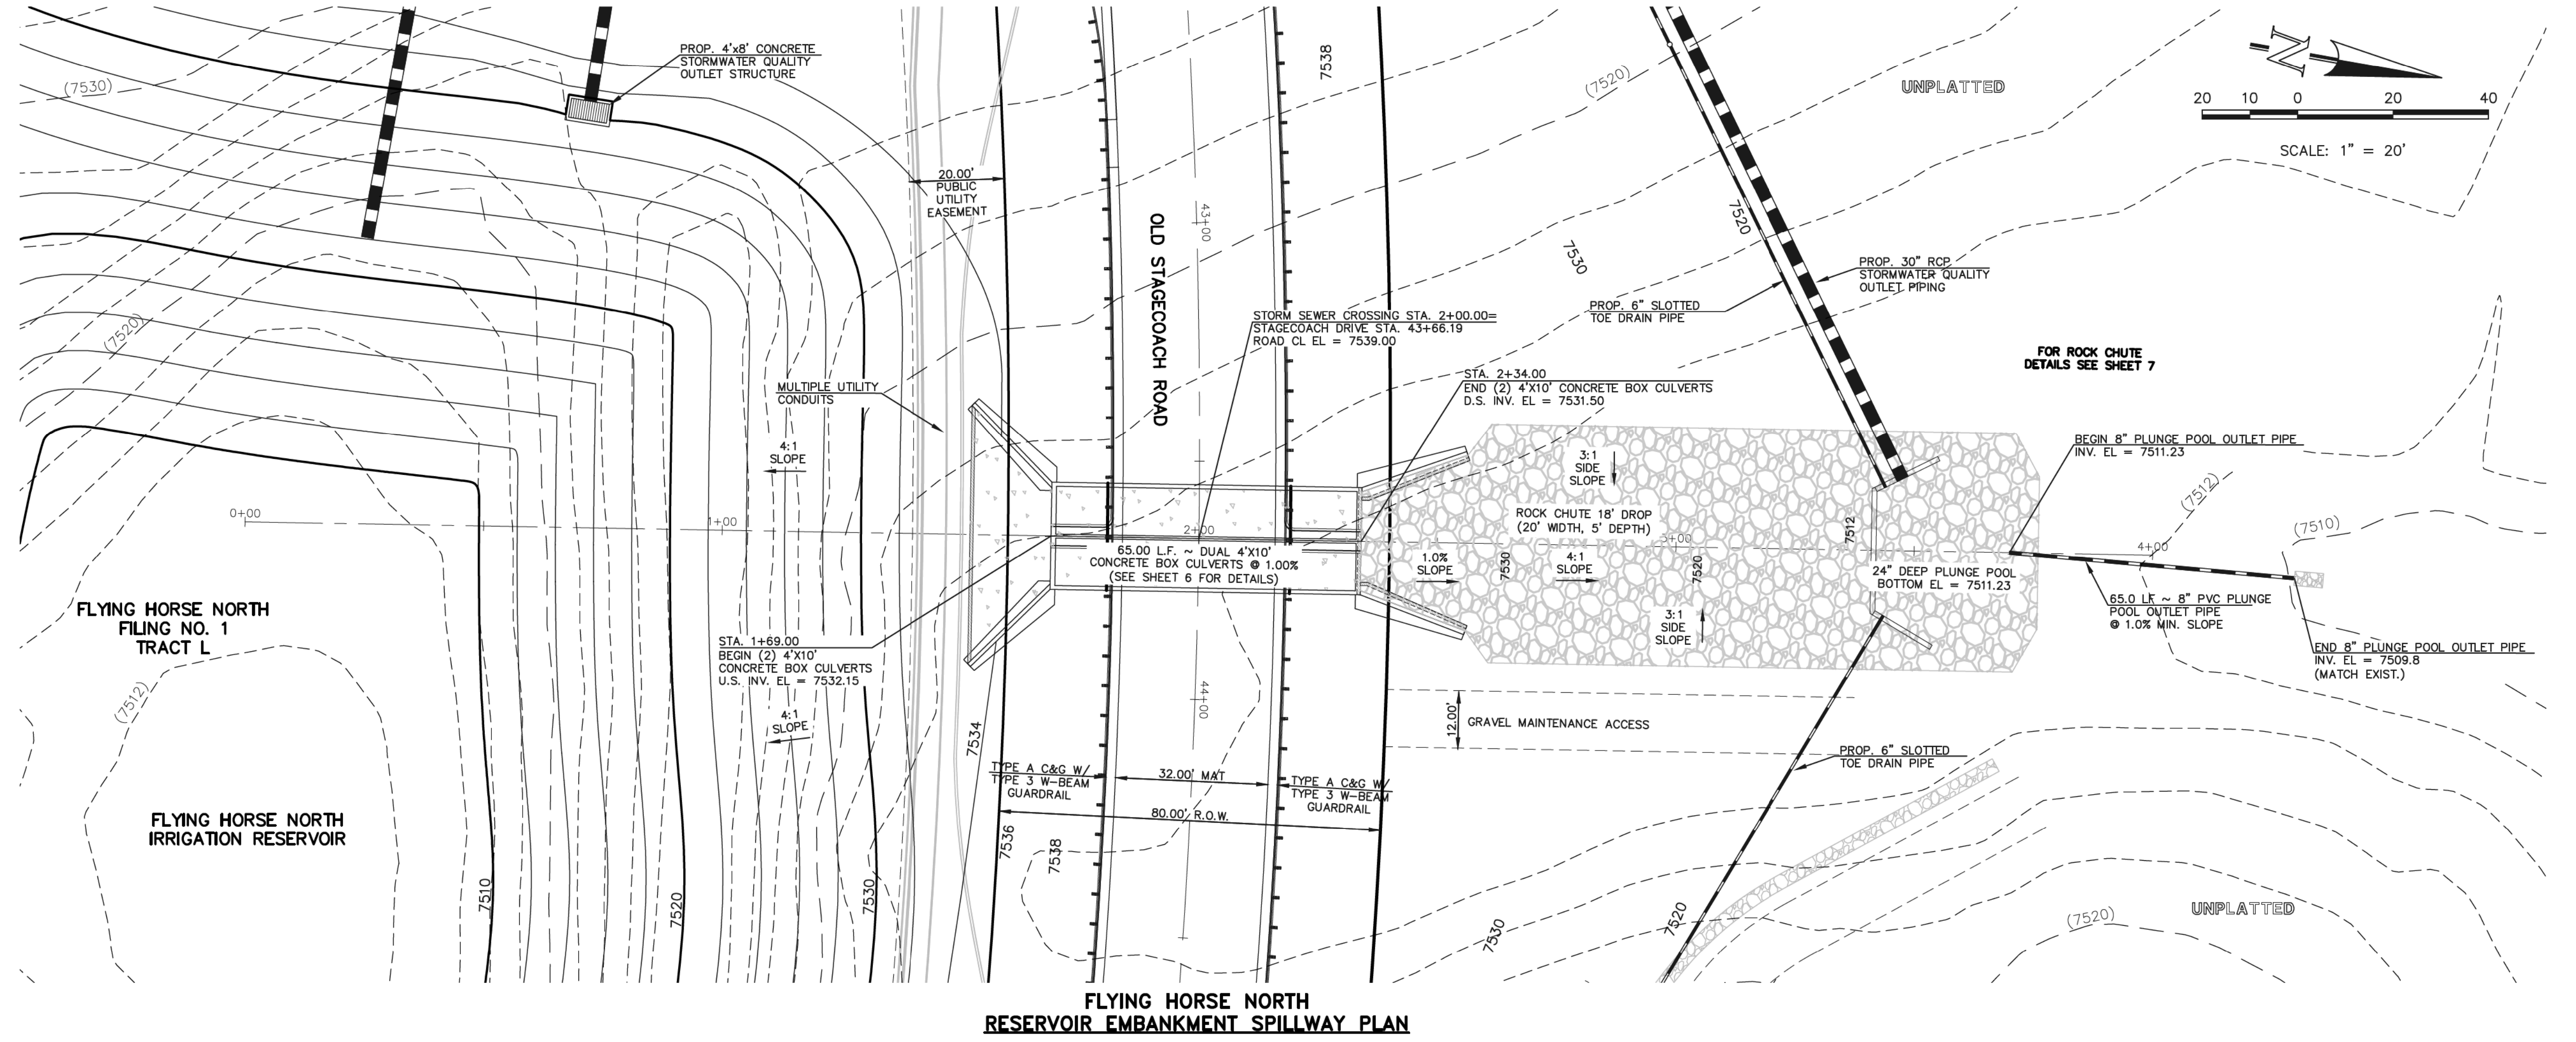 PROP. 4'x8' CONCRETE
STORMWATER QUALITY
OUTLET STRUCTURE
(7530)
7538
(7520)
UNPLATTED
N
20 10 0 20 40
SCALE: 1" = 20'
20.00'
PUBLIC
UTILITY
EASEMENT
43+00
OLD STAGECOACH ROAD
7520
7530
PROP. 30" RCP
STORMWATER QUALITY
OUTLET PIPING
PROP. 6" SLOTTED
TOE DRAIN PIPE
(7520)
STORM SEWER CROSSING STA. 2+00.00=
STAGECOACH DRIVE STA. 43+66.19
ROAD CL EL = 7539.00
FOR ROCK CHUTE
DETAILS SEE SHEET 7
MULTIPLE UTILITY
CONDUITS
STA. 2+34.00
END (2) 4'X10' CONCRETE BOX CULVERTS
D.S. INV. EL = 7531.50
4:1
SLOPE
BEGIN 8" PLUNGE POOL OUTLET PIPE
INV. EL = 7511.23
3:1
SIDE
SLOPE
(7512)
(7510)
0+00
1+00
2+00
ROCK CHUTE 18' DROP
(20' WIDTH, 5' DEPTH)
3+00
7512
4+00
65.00 L.F. ~ DUAL 4'X10'
CONCRETE BOX CULVERTS @ 1.00%
(SEE SHEET 6 FOR DETAILS)
1.0%
SLOPE
7530
4:1
SLOPE
7520
24" DEEP PLUNGE POOL
BOTTOM EL = 7511.23
65.0 LF ~ 8" PVC PLUNGE
POOL OUTLET PIPE
@ 1.0% MIN. SLOPE
FLYING HORSE NORTH
FILING NO. 1
TRACT L
3:1
SIDE
SLOPE
STA. 1+69.00
BEGIN (2) 4'X10'
CONCRETE BOX CULVERTS
U.S. INV. EL = 7532.15
END 8" PLUNGE POOL OUTLET PIPE
INV. EL = 7509.8
(MATCH EXIST.)
(7512)
44+00
4:1
SLOPE
7534
12.00'
GRAVEL MAINTENANCE ACCESS
PROP. 6" SLOTTED
TOE DRAIN PIPE
TYPE A C&G W/
TYPE 3 W-BEAM
GUARDRAIL
32.00' MAT
TYPE A C&G W/
TYPE 3 W-BEAM
GUARDRAIL
80.00' R.O.W.
FLYING HORSE NORTH
IRRIGATION RESERVOIR
7536
7538
7510
7520
7530
7530
7520
(7520)
UNPLATTED
FLYING HORSE NORTH
RESERVOIR EMBANKMENT SPILLWAY PLAN